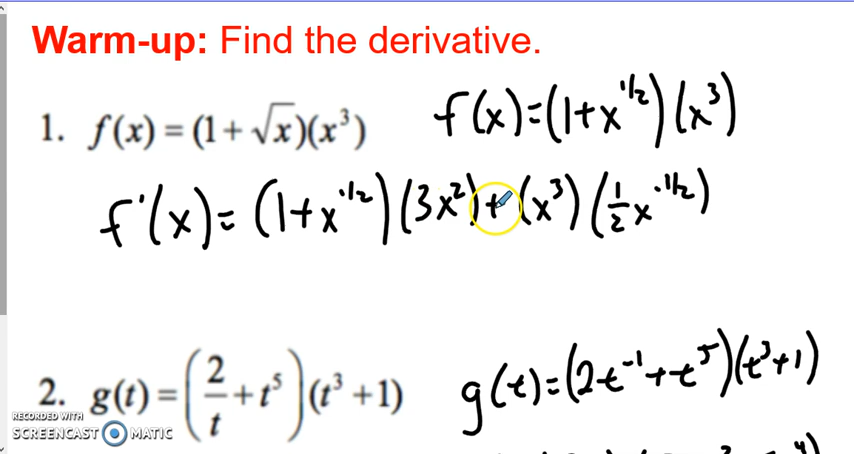 Warm-up: Find the derivative.
1. f(x) = (1 + √x)(x³)
f(x)=(1+x^1/2)(x³)
f'(x)=(1+x^1/2)(3x²)+(x³)(1/2 x^-1/2)
2. g(t) = (2/t + t⁵)(t³ + 1)
g(t)=(2t⁻¹+t⁵)(t³+1)
RECORDED WITH
SCREENCAST MATIC